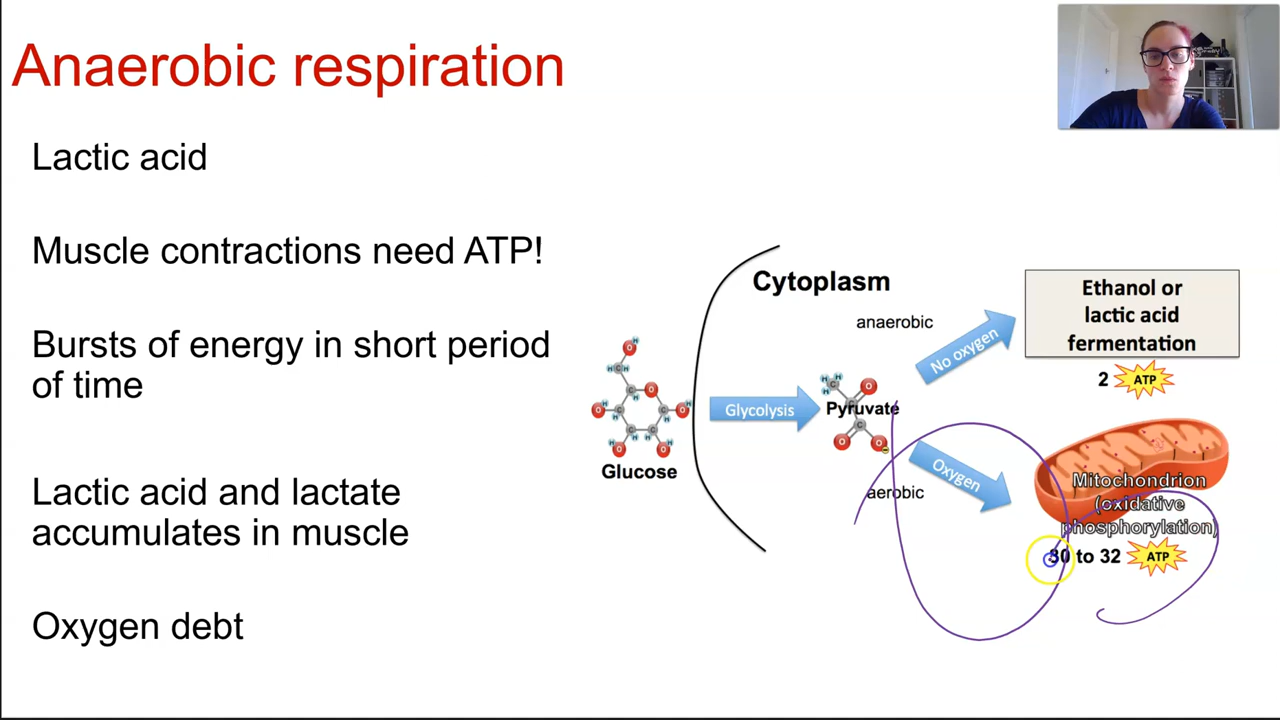 Anaerobic respiration
Lactic acid
Muscle contractions need ATP!
Bursts of energy in short period
of time
Lactic acid and lactate
accumulates in muscle
Oxygen debt
Cytoplasm
anaerobic
No oxygen
Ethanol or
lactic acid
fermentation
2 ATP
Glycolysis
Pyruvate
Glucose
Oxygen
aerobic
Mitochondrion
(oxidative
phosphorylation)
30 to 32 ATP